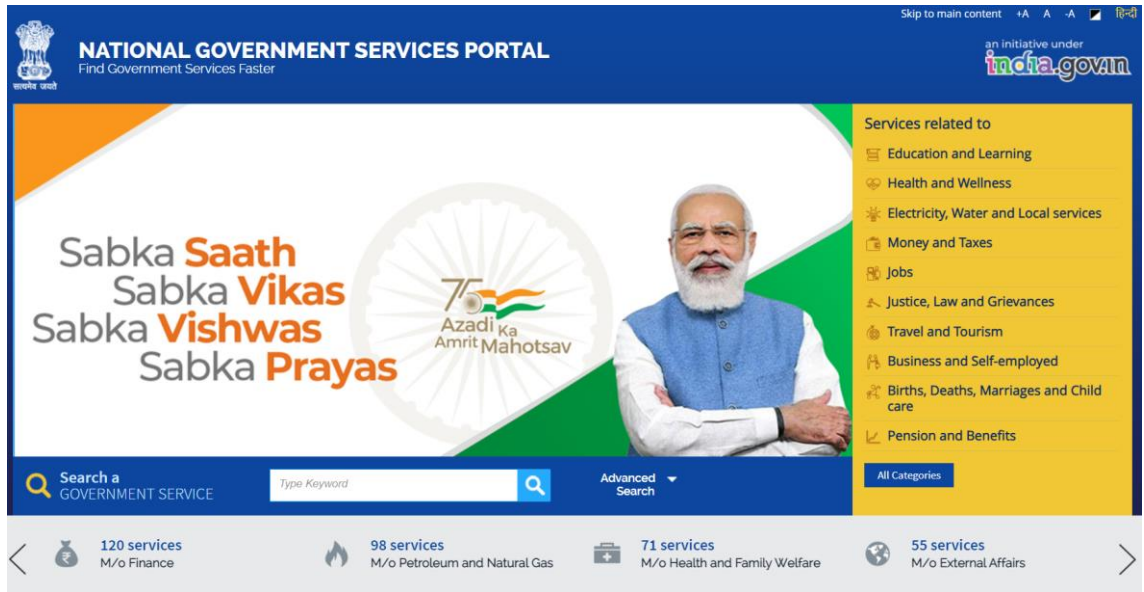 Skip to main content +A A -A हिन्दी
NATIONAL GOVERNMENT SERVICES PORTAL
Find Government Services Faster
सत्यमेव जयते
an initiative under
india.gov.in
Sabka Saath
Sabka Vikas
Sabka Vishwas
Sabka Prayas
75
Azadi Ka
Amrit Mahotsav
Services related to
Education and Learning
Health and Wellness
Electricity, Water and Local services
Money and Taxes
Jobs
Justice, Law and Grievances
Travel and Tourism
Business and Self-employed
Births, Deaths, Marriages and Child
care
Pension and Benefits
All Categories
Search a
GOVERNMENT SERVICE
Type Keyword
Advanced
Search
120 services
M/o Finance
98 services
M/o Petroleum and Natural Gas
71 services
M/o Health and Family Welfare
55 services
M/o External Affairs